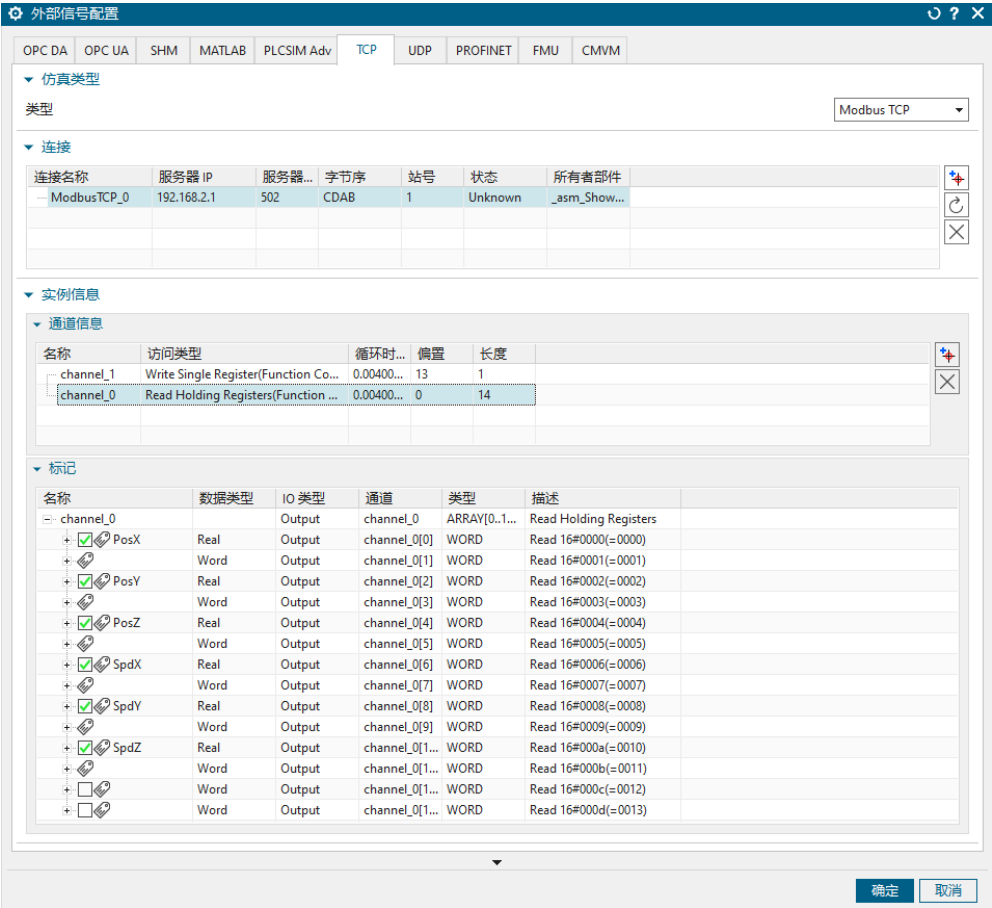 外部信号配置
OPC DA OPC UA SHM MATLAB PLCSIM Adv TCP UDP PROFINET FMU CMVM
仿真类型
类型 Modbus TCP
连接
连接名称 服务器 IP 服务器... 字节序 站号 状态 所有者部件
ModbusTCP_0 192.168.2.1 502 CDAB 1 Unknown _asm_Show...
实例信息
通道信息
名称 访问类型 循环时... 偏置 长度
channel_1 Write Single Register(Function Co... 0.00400... 13 1
channel_0 Read Holding Registers(Function ... 0.00400... 0 14
标记
名称 数据类型 IO 类型 通道 类型 描述
channel_0 Output channel_0 ARRAY[0..1... Read Holding Registers
PosX Real Output channel_0[0] WORD Read 16#0000(=0000)
Word Output channel_0[1] WORD Read 16#0001(=0001)
PosY Real Output channel_0[2] WORD Read 16#0002(=0002)
Word Output channel_0[3] WORD Read 16#0003(=0003)
PosZ Real Output channel_0[4] WORD Read 16#0004(=0004)
Word Output channel_0[5] WORD Read 16#0005(=0005)
SpdX Real Output channel_0[6] WORD Read 16#0006(=0006)
Word Output channel_0[7] WORD Read 16#0007(=0007)
SpdY Real Output channel_0[8] WORD Read 16#0008(=0008)
Word Output channel_0[9] WORD Read 16#0009(=0009)
SpdZ Real Output channel_0[1... WORD Read 16#000a(=0010)
Word Output channel_0[1... WORD Read 16#000b(=0011)
Word Output channel_0[1... WORD Read 16#000c(=0012)
Word Output channel_0[1... WORD Read 16#000d(=0013)
确定 取消